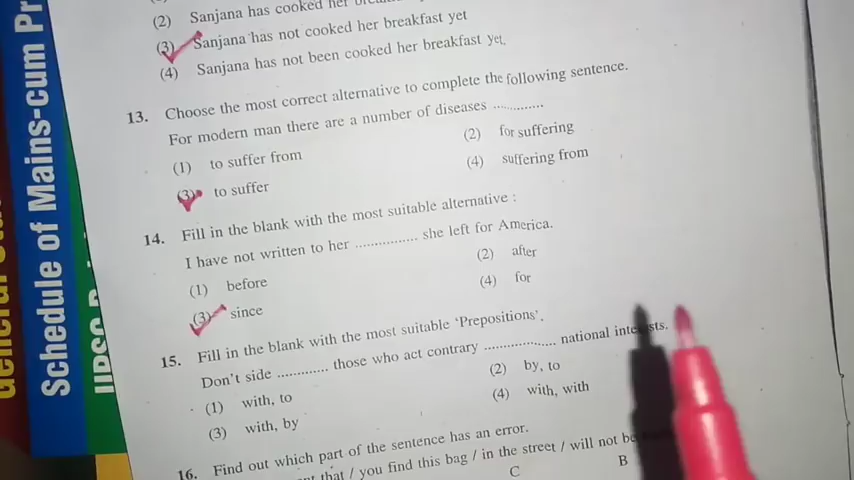 (2) Sanjana has cooked her
(3) Sanjana has not cooked her breakfast yet
(4) Sanjana has not been cooked her breakfast yet.
13. Choose the most correct alternative to complete the following sentence.
For modern man there are a number of diseases .............
(1) to suffer from (2) for suffering
(3) to suffer (4) suffering from
14. Fill in the blank with the most suitable alternative :
I have not written to her ................ she left for America.
(1) before (2) after
(3) since (4) for
15. Fill in the blank with the most suitable 'Prepositions'.
Don't side ............. those who act contrary .................. national interests.
(1) with, to (2) by, to
(3) with, by (4) with, with
16. Find out which part of the sentence has an error.
that / you find this bag / in the street / will not be
C B
Schedule of Mains-cum Pr
UPSC
General